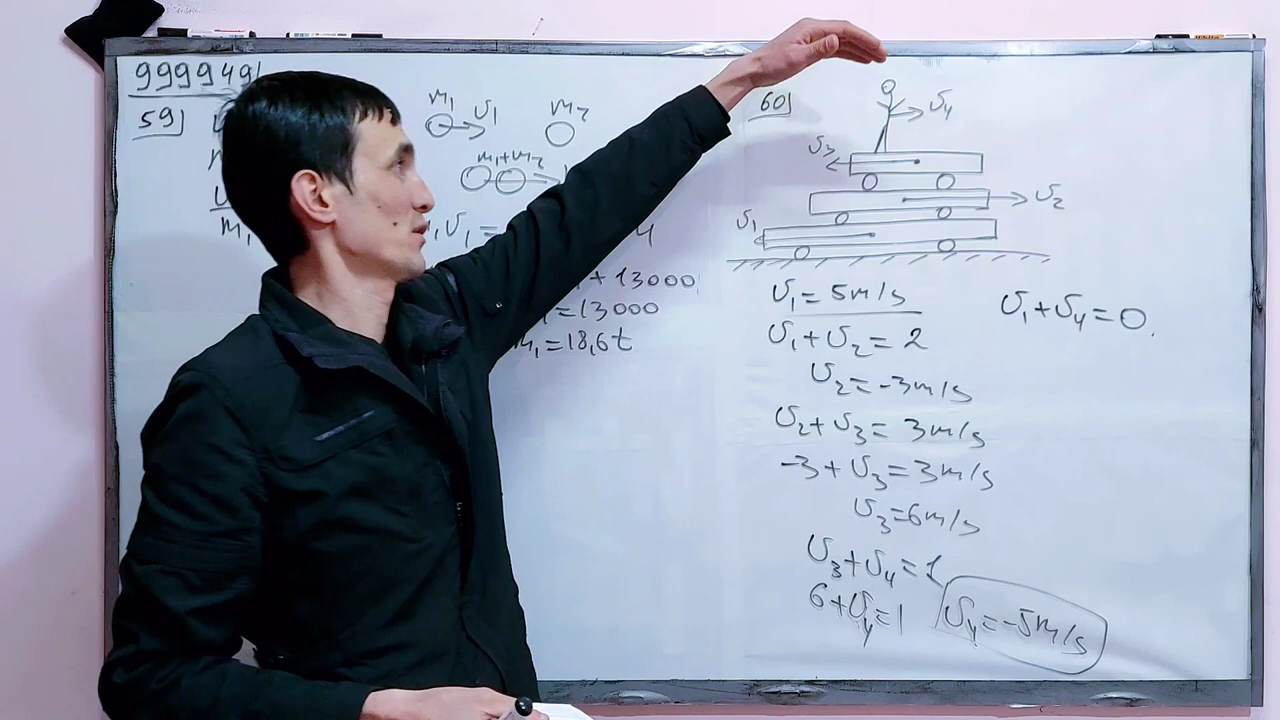 999491
59)
m₁ υ₁ m₂
m₁+m₂
υ₁ =
+ 13000
=13000
m₁=18,6t
60)
υ₄
υ₃
υ₂
υ₁
υ₁=5m/s
υ₁+υ₂=2
υ₂=-3m/s
υ₂+υ₃=3m/s
-3+υ₃=3m/s
υ₃=6m/s
υ₃+υ₄=1
6+υ₄=1
υ₄=-5m/s
υ₁+υ₄=0.